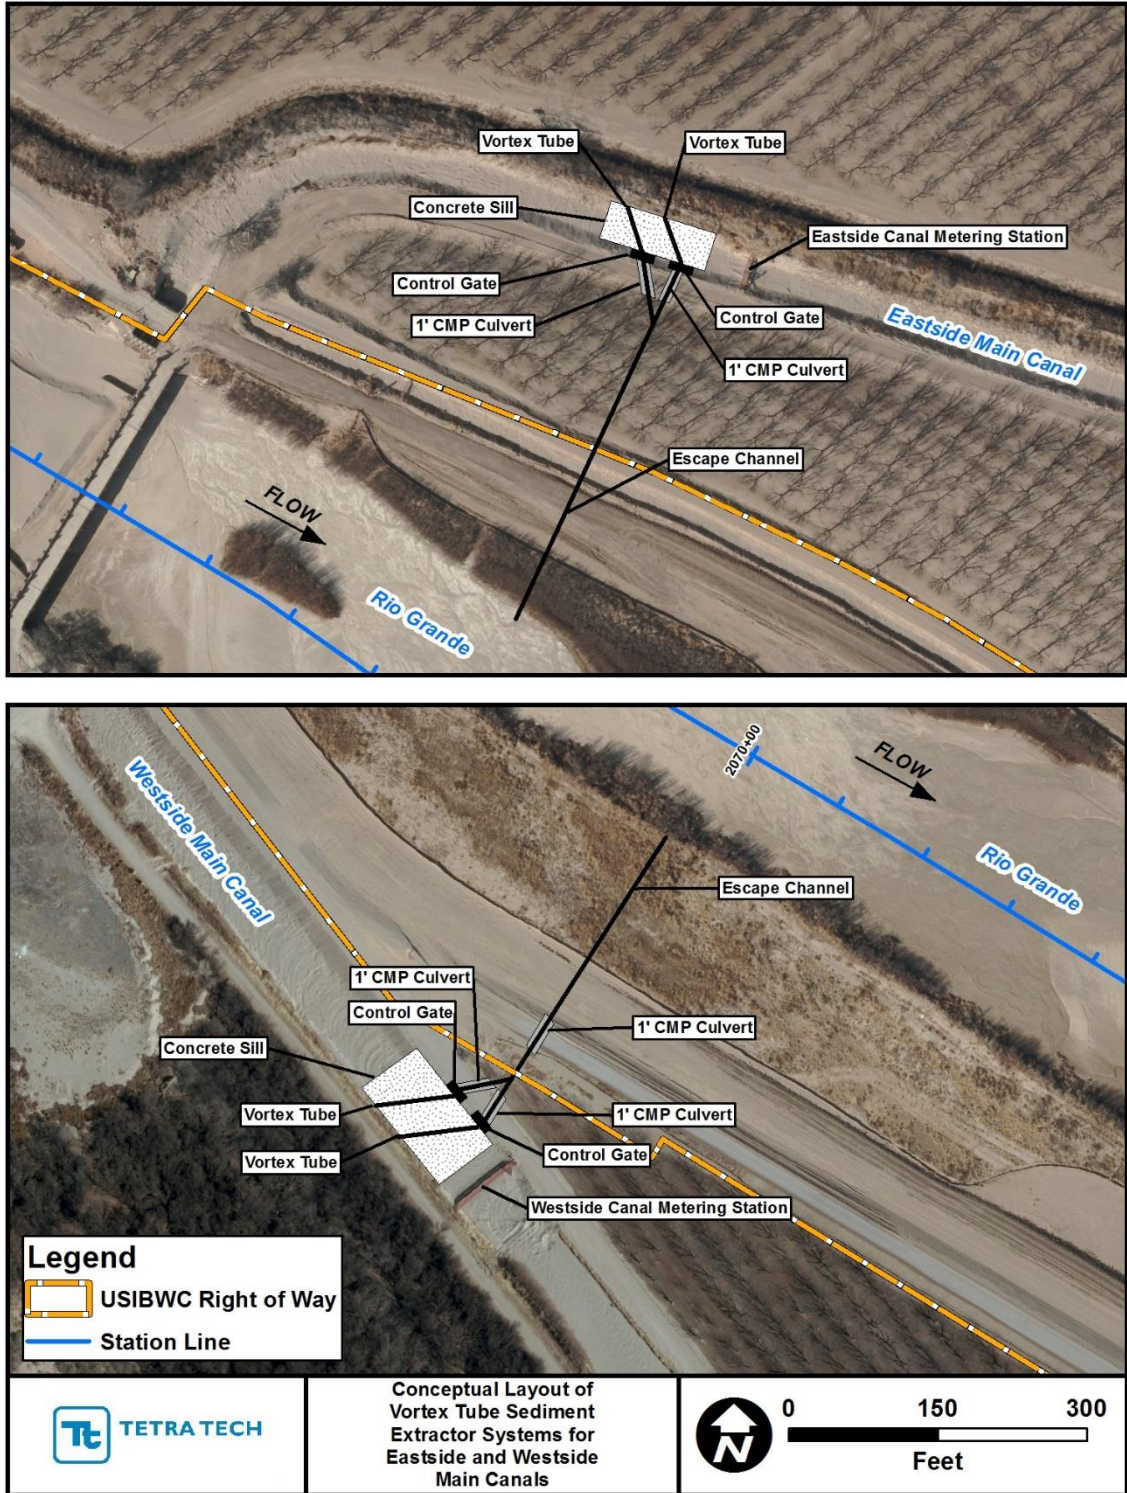 Vortex Tube
Vortex Tube
Concrete Sill
Eastside Canal Metering Station
Control Gate
1' CMP Culvert
Control Gate
Eastside Main Canal
1' CMP Culvert
Escape Channel
FLOW
Rio Grande
2070+00
FLOW
Westside Main Canal
Rio Grande
Escape Channel
1' CMP Culvert
Control Gate
1' CMP Culvert
Concrete Sill
Vortex Tube
1' CMP Culvert
Vortex Tube
Control Gate
Westside Canal Metering Station
Legend
USIBWC Right of Way
Station Line
Tt TETRA TECH
Conceptual Layout of
Vortex Tube Sediment
Extractor Systems for
Eastside and Westside
Main Canals
N
0 150 300
Feet